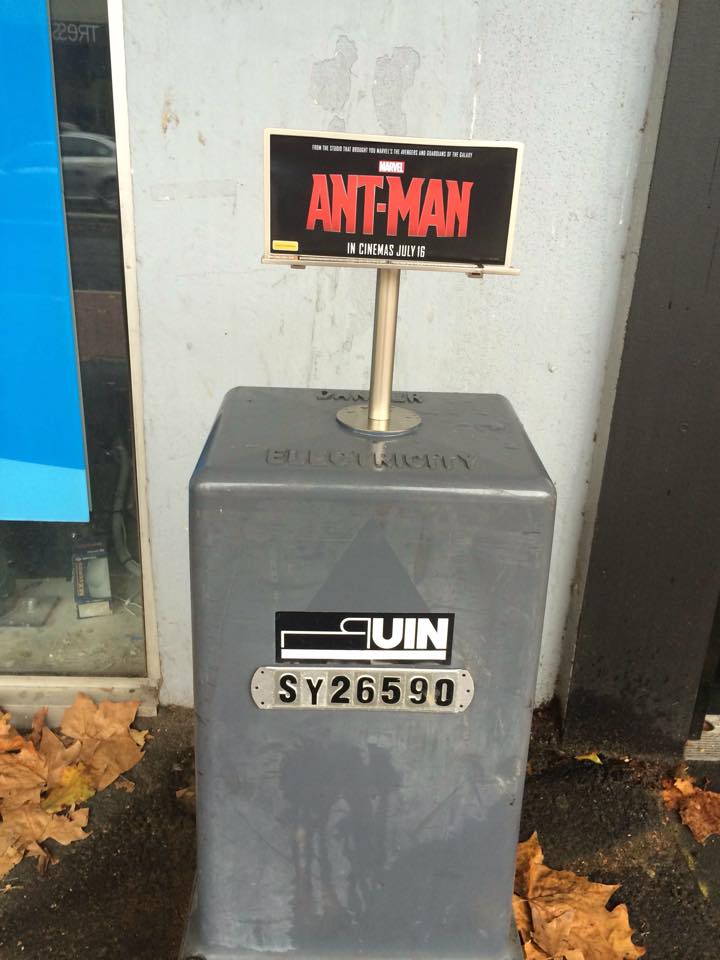 FROM THE STUDIO THAT BROUGHT YOU MARVEL'S THE AVENGERS AND GUARDIANS OF THE GALAXY
MARVEL
ANT-MAN
IN CINEMAS JULY 16
DANGER
ELECTRICITY
QUIN
SY26590